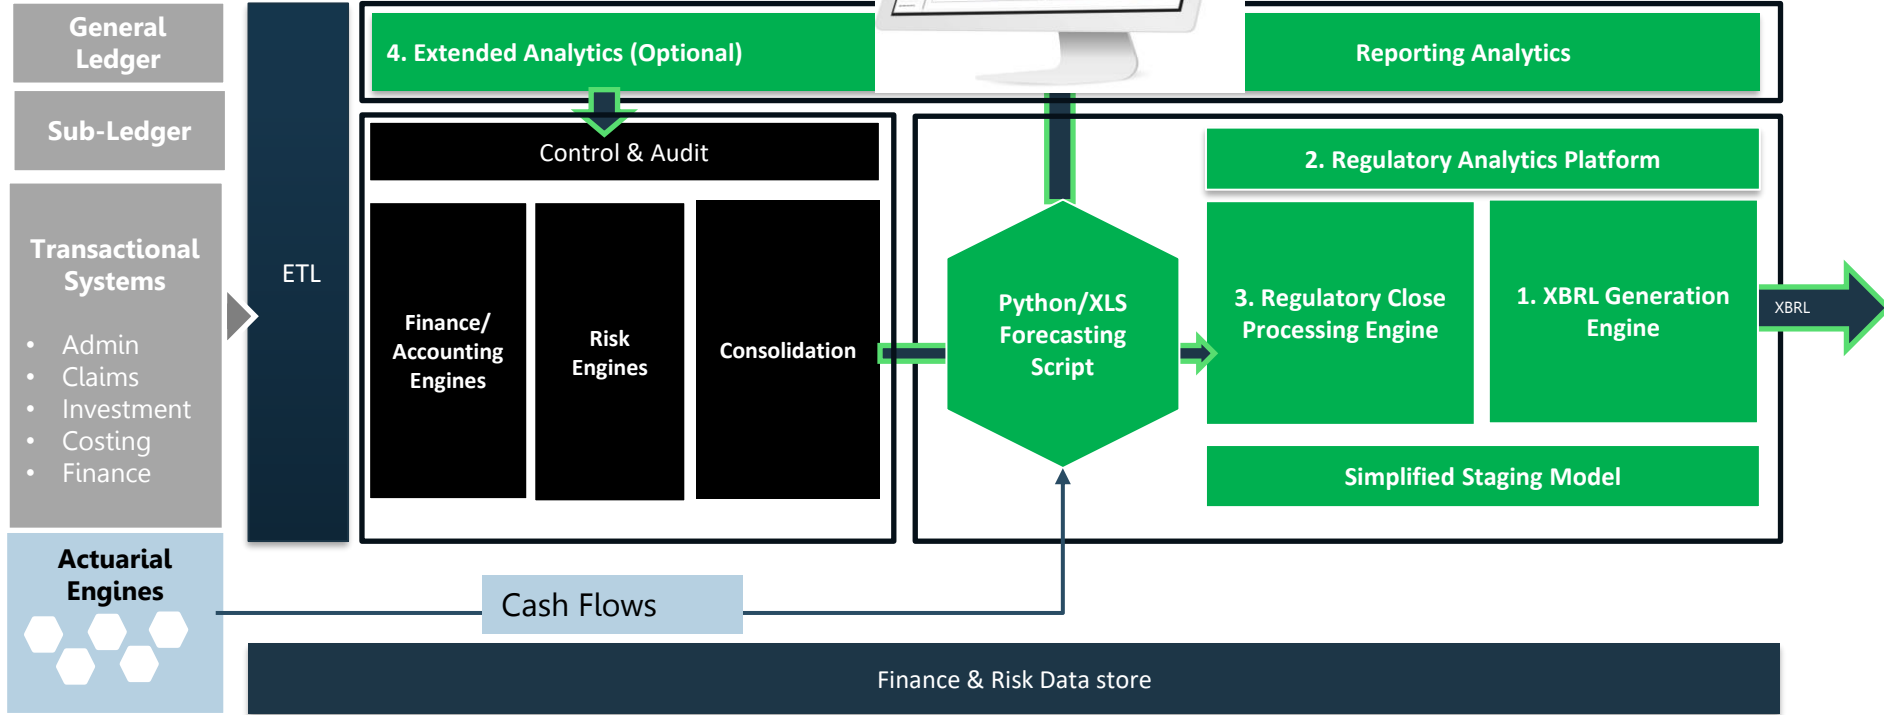 General
Ledger
Sub-Ledger
Transactional
Systems
• Admin
• Claims
• Investment
• Costing
• Finance
Actuarial
Engines
ETL
4. Extended Analytics (Optional)
Reporting Analytics
Control & Audit
Finance/
Accounting
Engines
Risk
Engines
Consolidation
Python/XLS
Forecasting
Script
2. Regulatory Analytics Platform
3. Regulatory Close
Processing Engine
1. XBRL Generation
Engine
XBRL
Simplified Staging Model
Cash Flows
Finance & Risk Data store